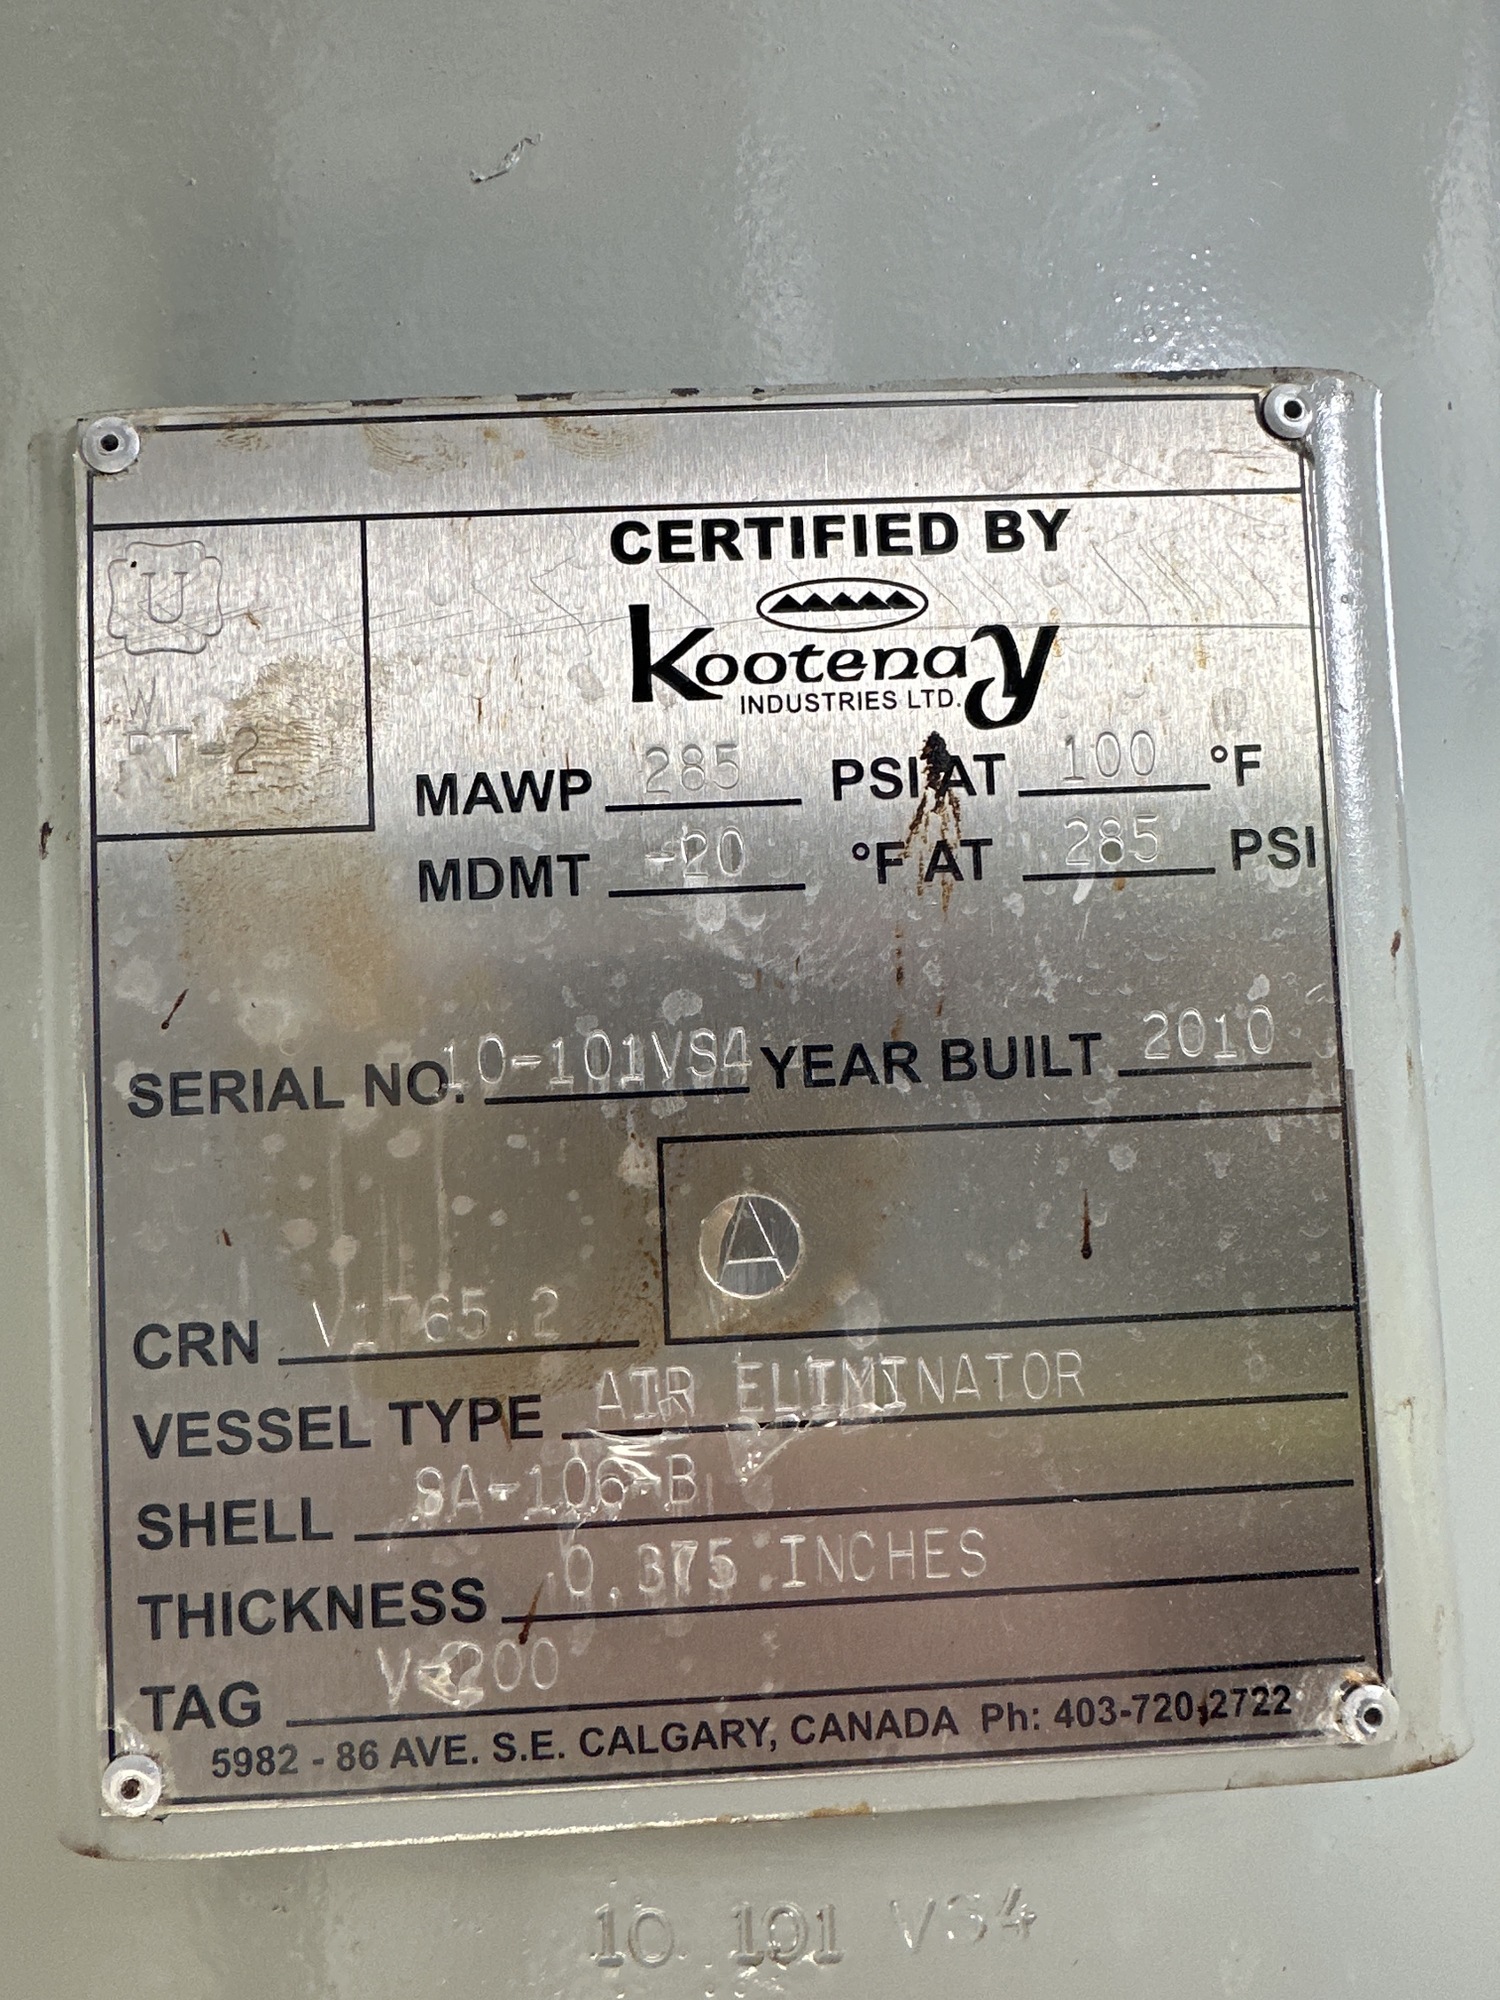 CERTIFIED BY
Kootenay
INDUSTRIES LTD.
U
W
RT-2
MAWP 285 PSI AT 100 °F
MDMT -20 °F AT 285 PSI
SERIAL NO. 10-101VS4 YEAR BUILT 2010
A
CRN
VESSEL TYPE AIR ELIMINATOR
SHELL SA-106-B
THICKNESS 0.375 INCHES
TAG V-200
5982 - 86 AVE. S.E. CALGARY, CANADA Ph: 403-720-2722
10 101 VS4